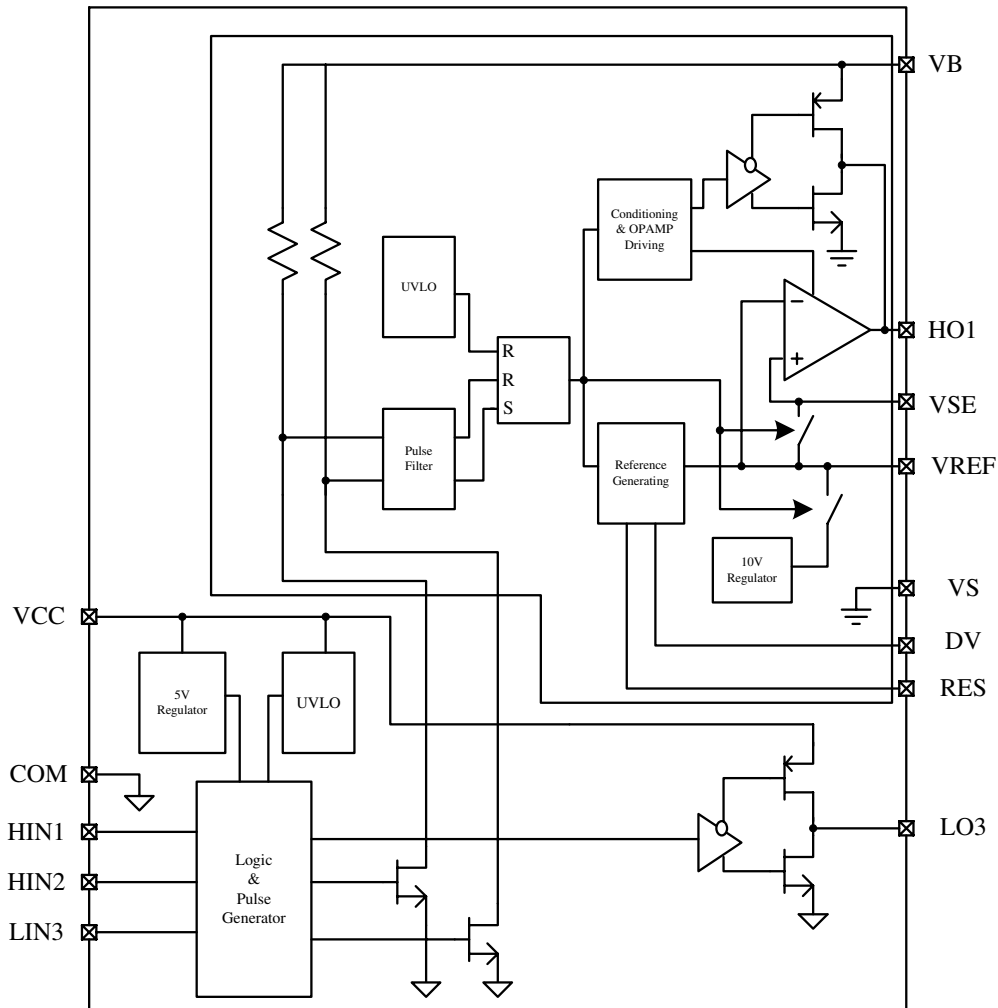 VB
Conditioning
& OPAMP
Driving
UVLO
HO1
R
R
S
−
+
VSE
Pulse
Filter
Reference
Generating
VREF
10V
Regulator
VS
VCC
DV
5V
Regulator
UVLO
RES
COM
HIN1
LO3
Logic
&
Pulse
Generator
HIN2
LIN3